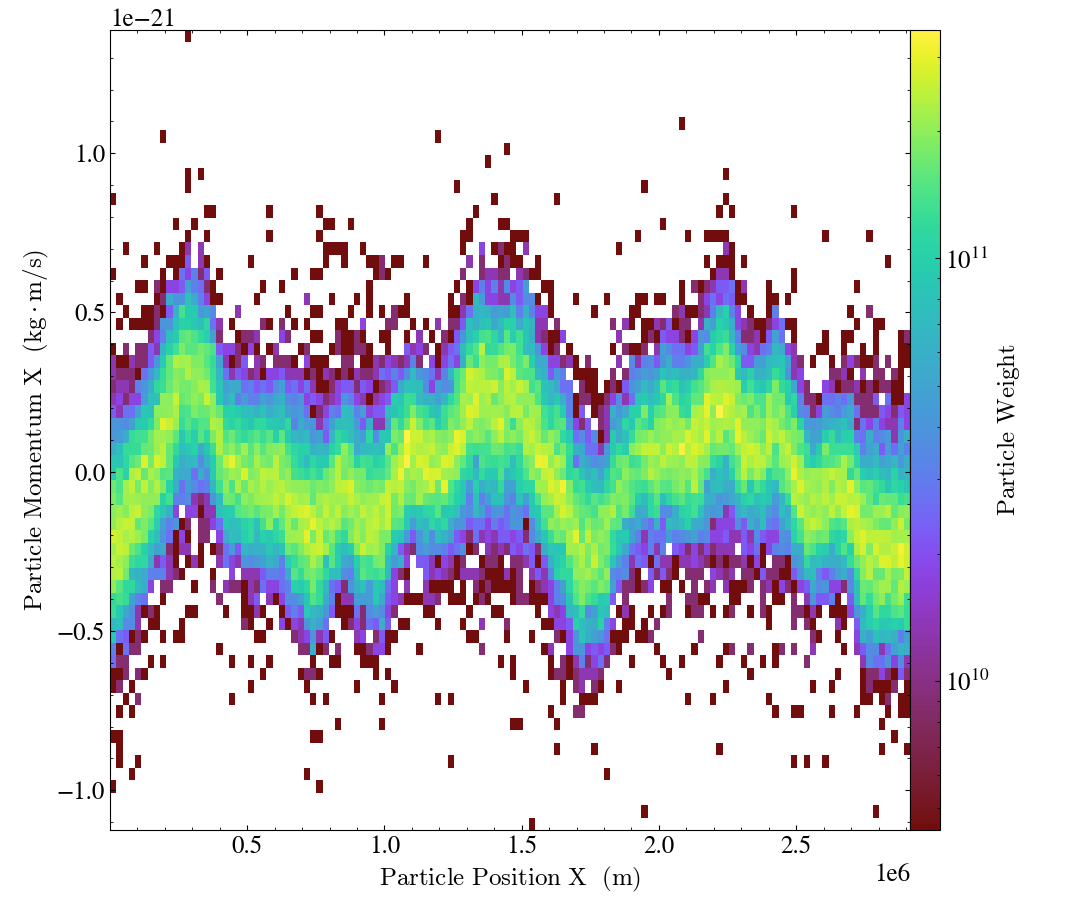 1e−21
1.0
0.5
0.0
−0.5
−1.0
Particle Momentum X (kg · m/s)
0.5 1.0 1.5 2.0 2.5
1e6
Particle Position X (m)
10¹¹
10¹⁰
Particle Weight